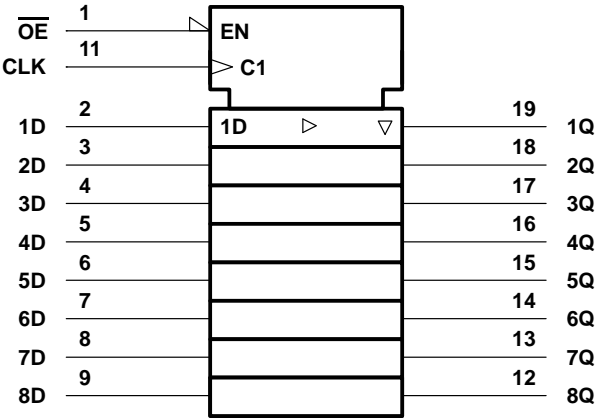 OE 1 EN
CLK 11 C1
1D 2 1D 19 1Q
2D 3 18 2Q
3D 4 17 3Q
4D 5 16 4Q
5D 6 15 5Q
6D 7 14 6Q
7D 8 13 7Q
8D 9 12 8Q